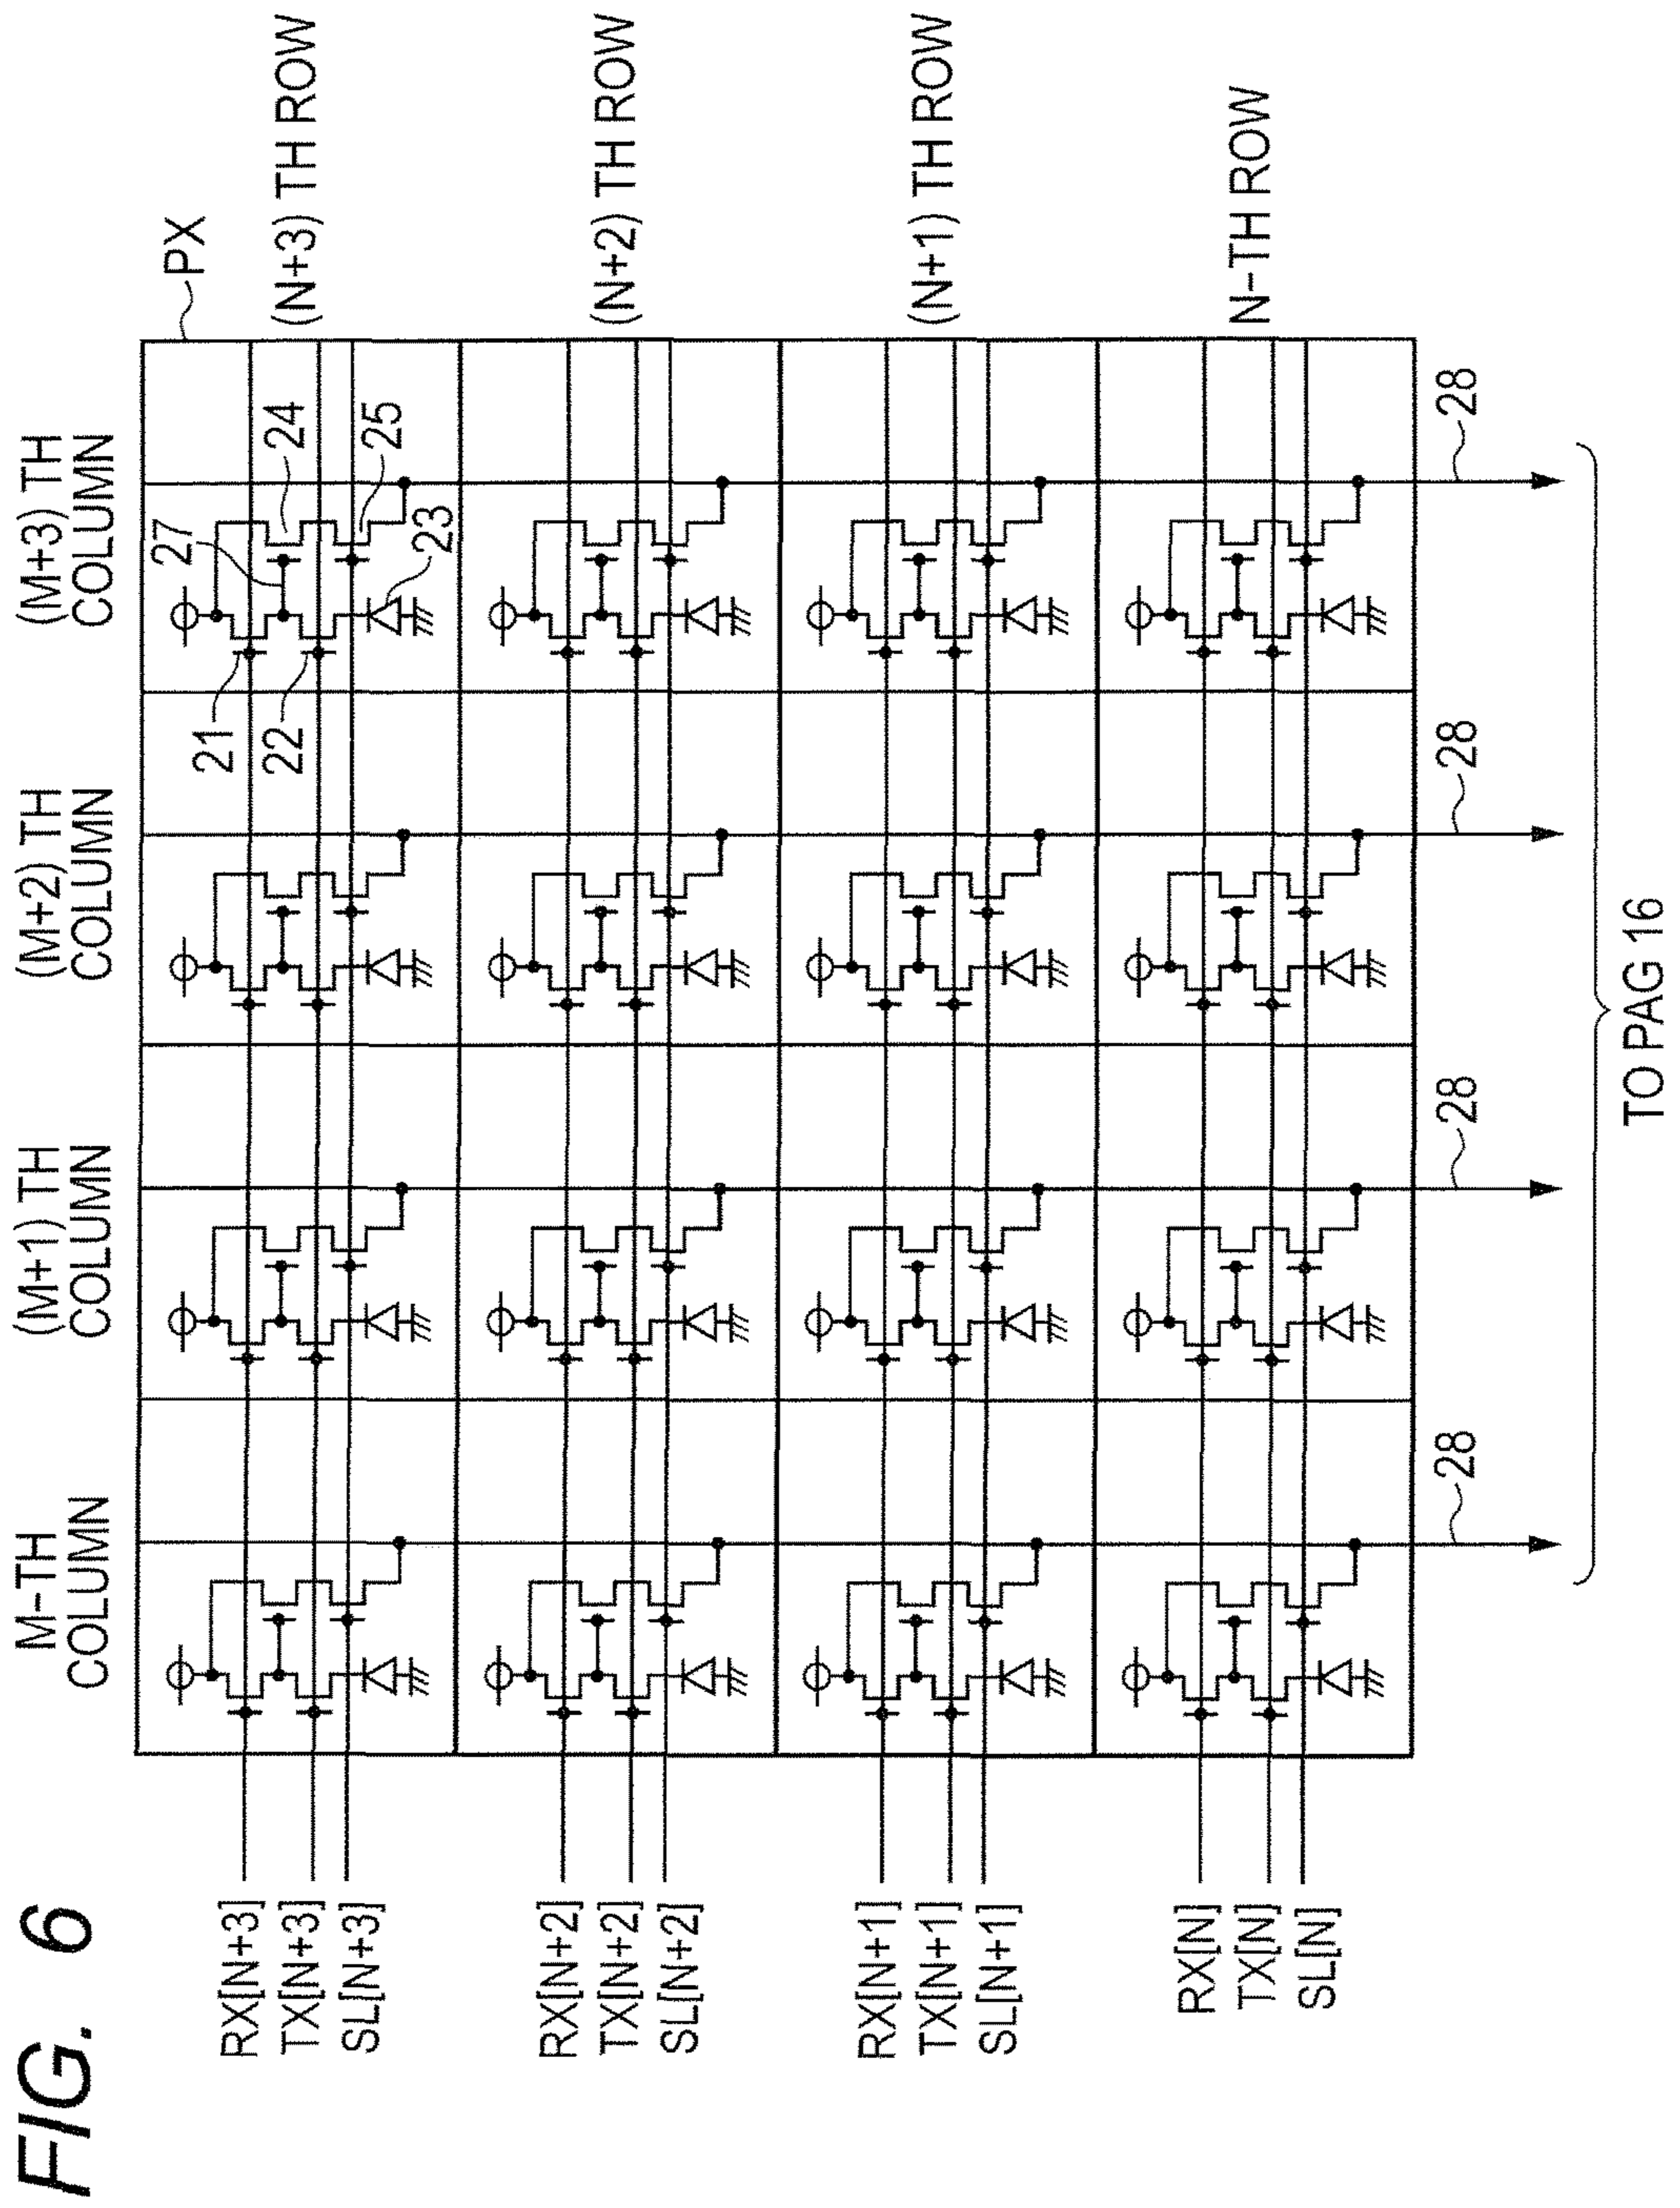 FIG. 6
M-TH
COLUMN
(M+1) TH
COLUMN
(M+2) TH
COLUMN
(M+3) TH
COLUMN
PX
RX[N+3]
TX[N+3]
SL[N+3]
21
22
27
24
25
23
(N+3) TH ROW
RX[N+2]
TX[N+2]
SL[N+2]
(N+2) TH ROW
RX[N+1]
TX[N+1]
SL[N+1]
(N+1) TH ROW
RX[N]
TX[N]
SL[N]
N-TH ROW
28
28
28
28
TO PAG 16